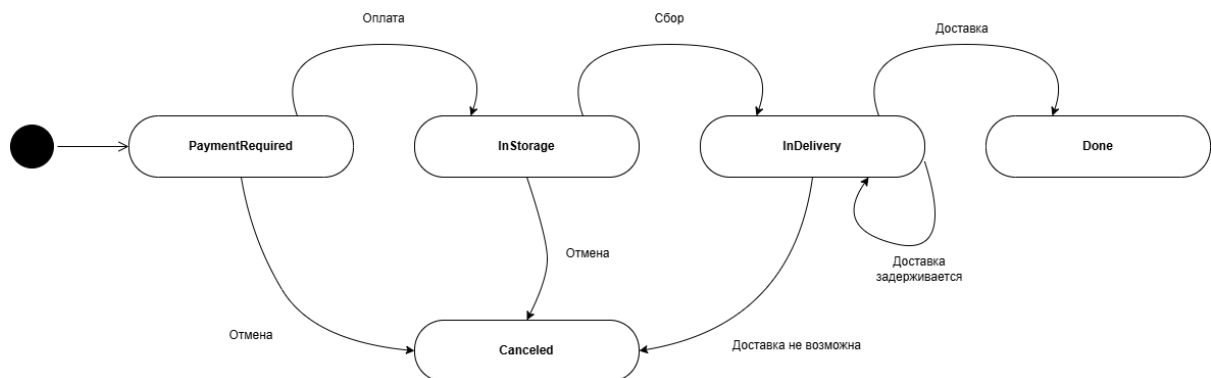 Оплата
Сбор
Доставка
PaymentRequired
InStorage
InDelivery
Done
Отмена
Доставка
задерживается
Отмена
Canceled
Доставка не возможна